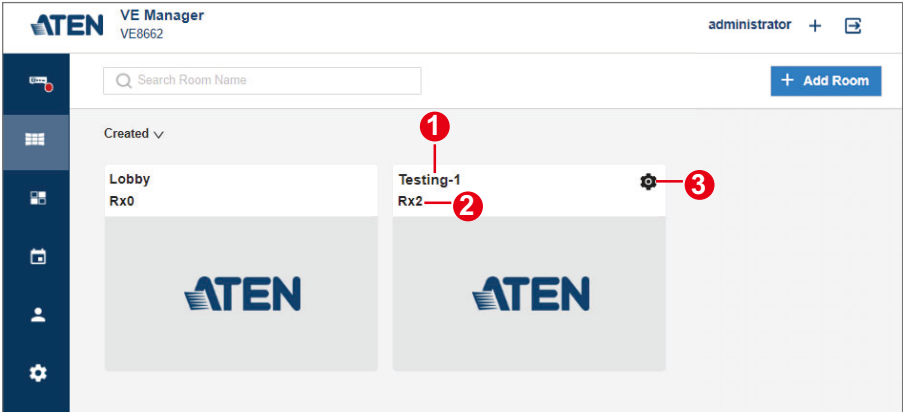 ATEN
VE Manager
VE8662
administrator
Search Room Name
+ Add Room
Created
1
Lobby
Rx0
Testing-1
3
Rx2
2
ATEN
ATEN